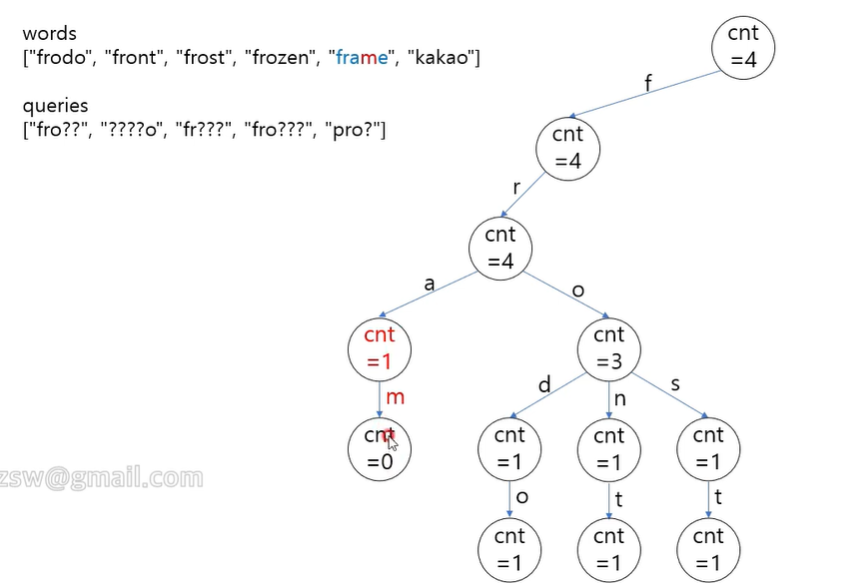 words
["frodo", "front", "frost", "frozen", "frame", "kakao"]
queries
["fro??", "????o", "fr???", "fro???", "pro?"]
cnt
=4
f
cnt
=4
r
cnt
=4
a
o
cnt
=1
cnt
=3
m
d
n
s
cnt
=0
cnt
=1
cnt
=1
cnt
=1
o
t
t
cnt
=1
cnt
=1
cnt
=1
zsw@gmail.com